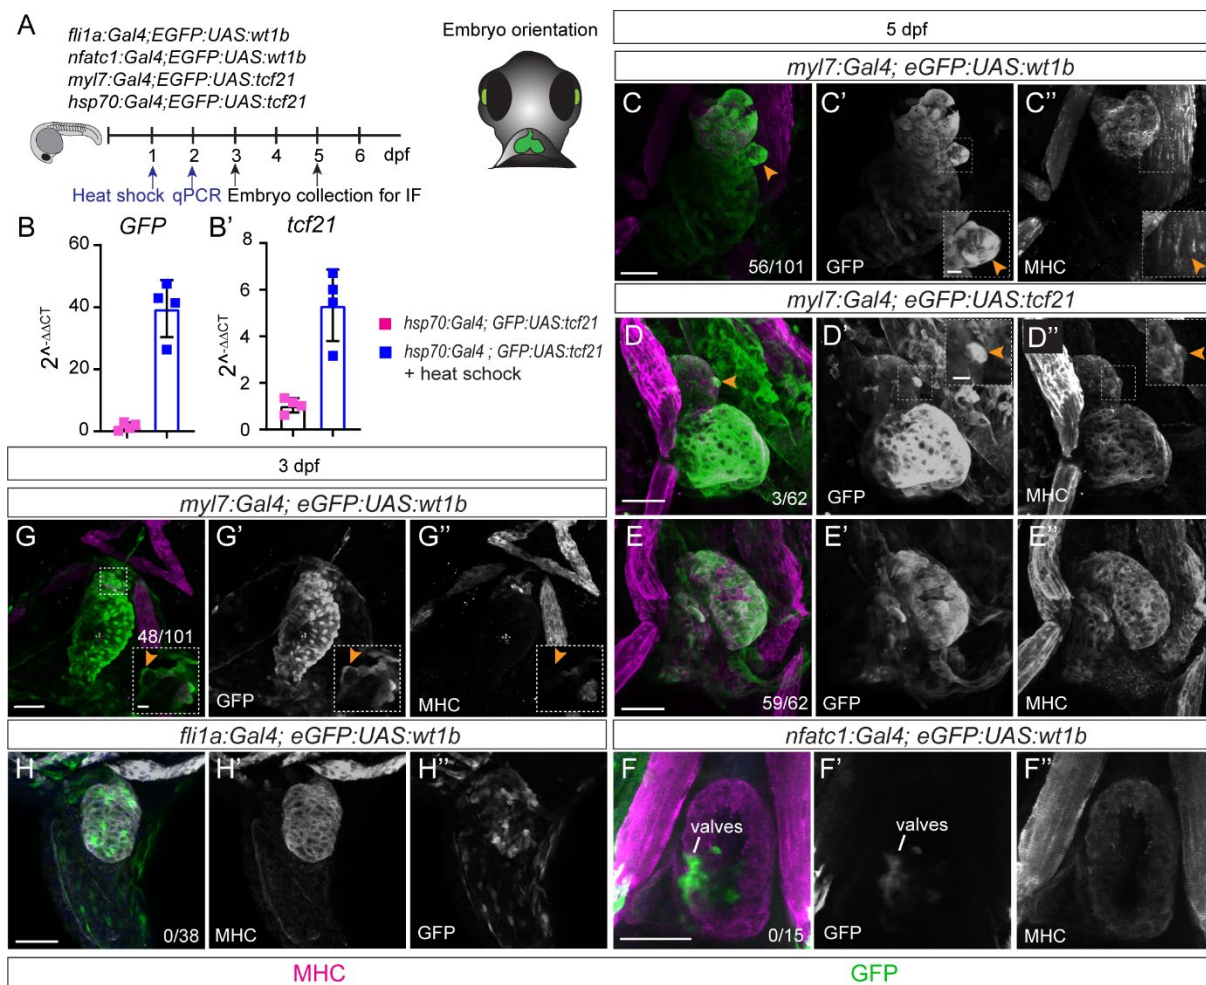 A
fli1a:Gal4;EGFP:UAS:wt1b
nfatc1:Gal4;EGFP:UAS:wt1b
myl7:Gal4;EGFP:UAS:tcf21
hsp70:Gal4;EGFP:UAS:tcf21
1 2 3 4 5 6 dpf
Heat shock qPCR Embryo collection for IF
Embryo orientation
B GFP
2^-ΔΔCT
60
40
20
0
B' tcf21
2^-ΔΔCT
8
6
4
2
0
hsp70:Gal4; GFP:UAS:tcf21
hsp70:Gal4 ; GFP:UAS:tcf21
+ heat schock
5 dpf
myl7:Gal4; eGFP:UAS:wt1b
C 56/101
C' GFP
C'' MHC
myl7:Gal4; eGFP:UAS:tcf21
D 3/62
D' GFP
D'' MHC
E 59/62
E' GFP
E'' MHC
3 dpf
myl7:Gal4; eGFP:UAS:wt1b
G 48/101
G' GFP
G'' MHC
fli1a:Gal4; eGFP:UAS:wt1b
H 0/38
H' MHC
H'' GFP
nfatc1:Gal4; eGFP:UAS:wt1b
F valves 0/15
F' valves GFP
F'' MHC
MHC
GFP